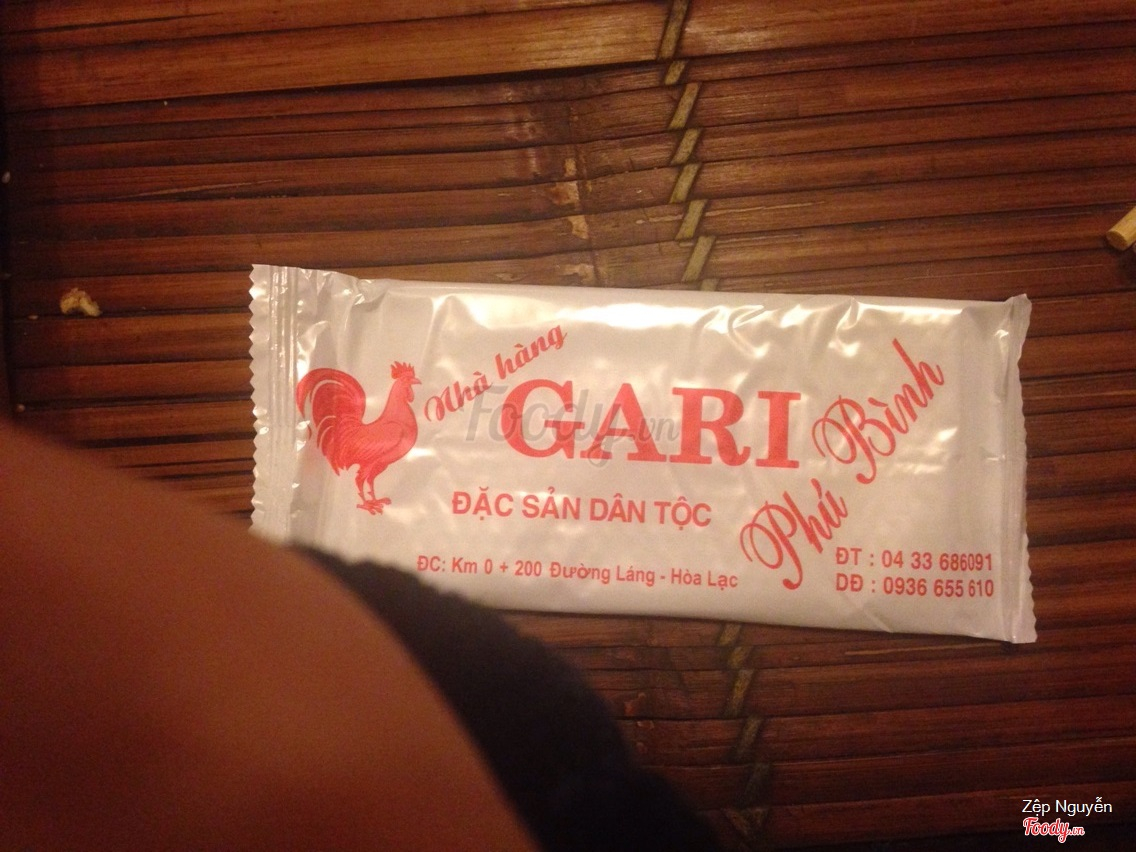 Nhà hàng
GARI
Phú Bình
ĐẶC SẢN DÂN TỘC
ĐC: Km 0 + 200 Đường Láng - Hòa Lạc
ĐT : 04 33 686091
DĐ : 0936 655 610
Foody.vn
Zệp Nguyễn
Foody.vn